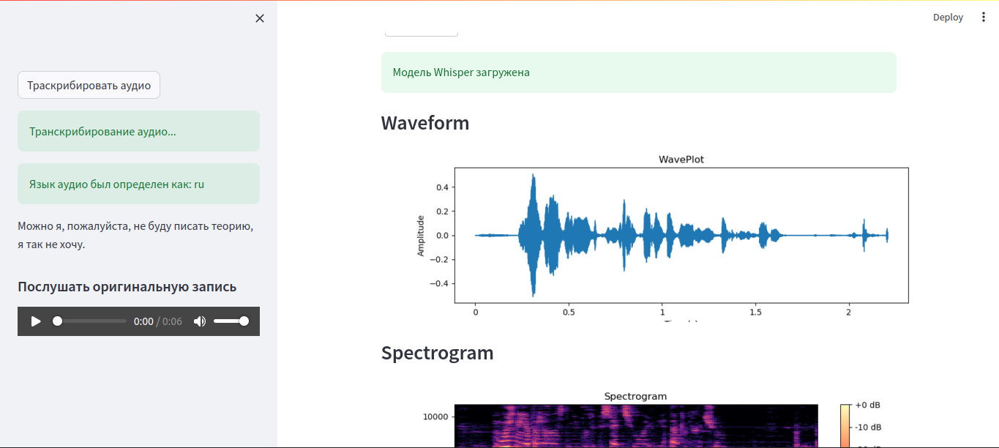 Deploy
Траскрибировать аудио
Транскрибирование аудио...
Язык аудио был определен как: ru
Можно я, пожалуйста, не буду писать теорию,
я так не хочу.
Послушать оригинальную запись
0:00 / 0:06
Модель Whisper загружена
Waveform
WavePlot
Amplitude
0.4
0.2
0.0
−0.2
−0.4
0 0.5 1 1.5 2
Spectrogram
Spectrogram
10000
+0 dB
-10 dB